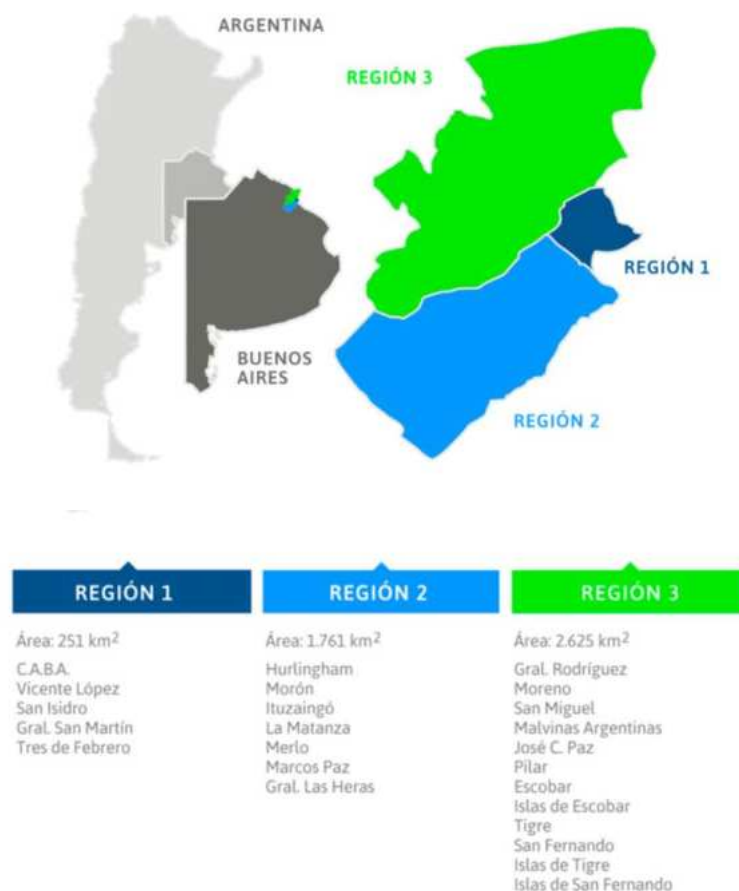 ARGENTINA
REGIÓN 3
REGIÓN 1
BUENOS
AIRES
REGIÓN 2
REGIÓN 1
Área: 251 km²
C.A.B.A.
Vicente López
San Isidro
Gral. San Martín
Tres de Febrero
REGIÓN 2
Área: 1.761 km²
Hurlingham
Morón
Ituzaingó
La Matanza
Merlo
Marcos Paz
Gral. Las Heras
REGIÓN 3
Área: 2.625 km²
Gral. Rodríguez
Moreno
San Miguel
Malvinas Argentinas
José C. Paz
Pilar
Escobar
Islas de Escobar
Tigre
San Fernando
Islas de Tigre
Islas de San Fernando